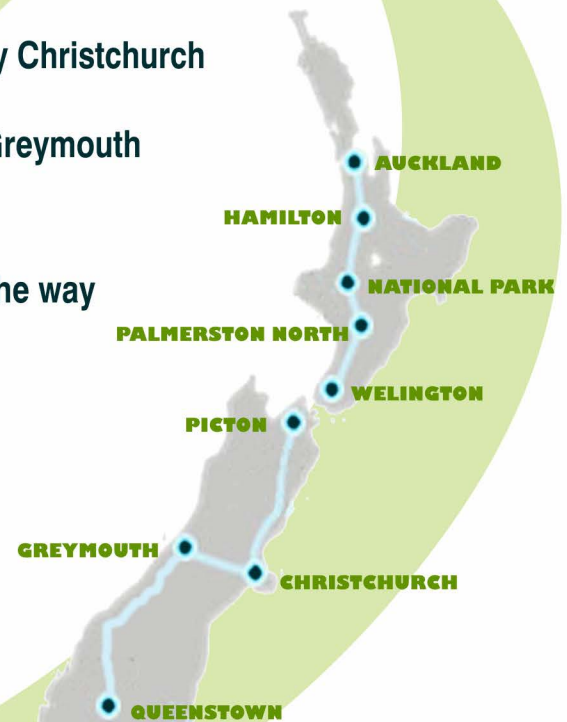 y Christchurch
Greymouth
he way
AUCKLAND
HAMILTON
NATIONAL PARK
PALMERSTON NORTH
WELINGTON
PICTON
GREYMOUTH
CHRISTCHURCH
QUEENSTOWN